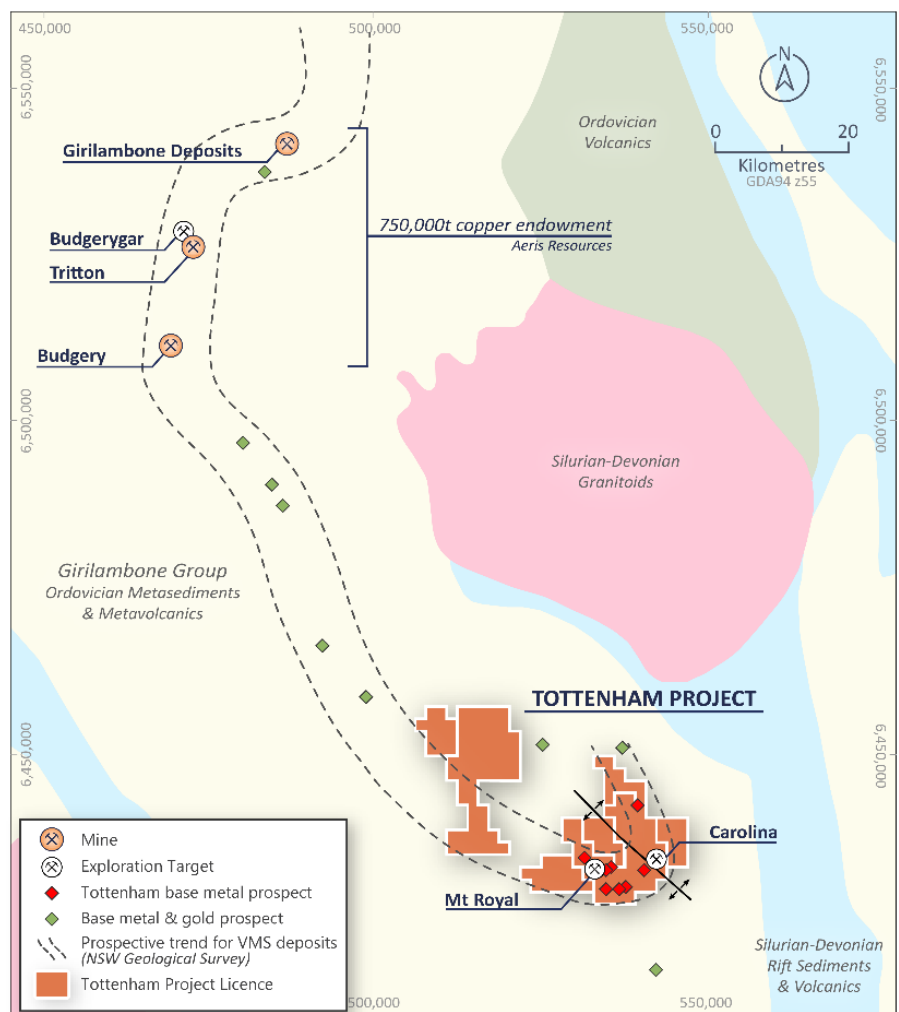 450,000
500,000
550,000
6,550,000
6,550,000
N
0
20
Kilometres
GDA94 z55
Ordovician
Volcanics
Girilambone Deposits
750,000t copper endowment
Aeris Resources
Budgerygar
Tritton
Budgery
6,500,000
6,500,000
Silurian-Devonian
Granitoids
Girilambone Group
Ordovician Metasediments
& Metavolcanics
TOTTENHAM PROJECT
6,450,000
6,450,000
Carolina
Mt Royal
Mine
Exploration Target
Tottenham base metal prospect
Base metal & gold prospect
Prospective trend for VMS deposits
(NSW Geological Survey)
Tottenham Project Licence
Silurian-Devonian
Rift Sediments
& Volcanics
500,000
550,000